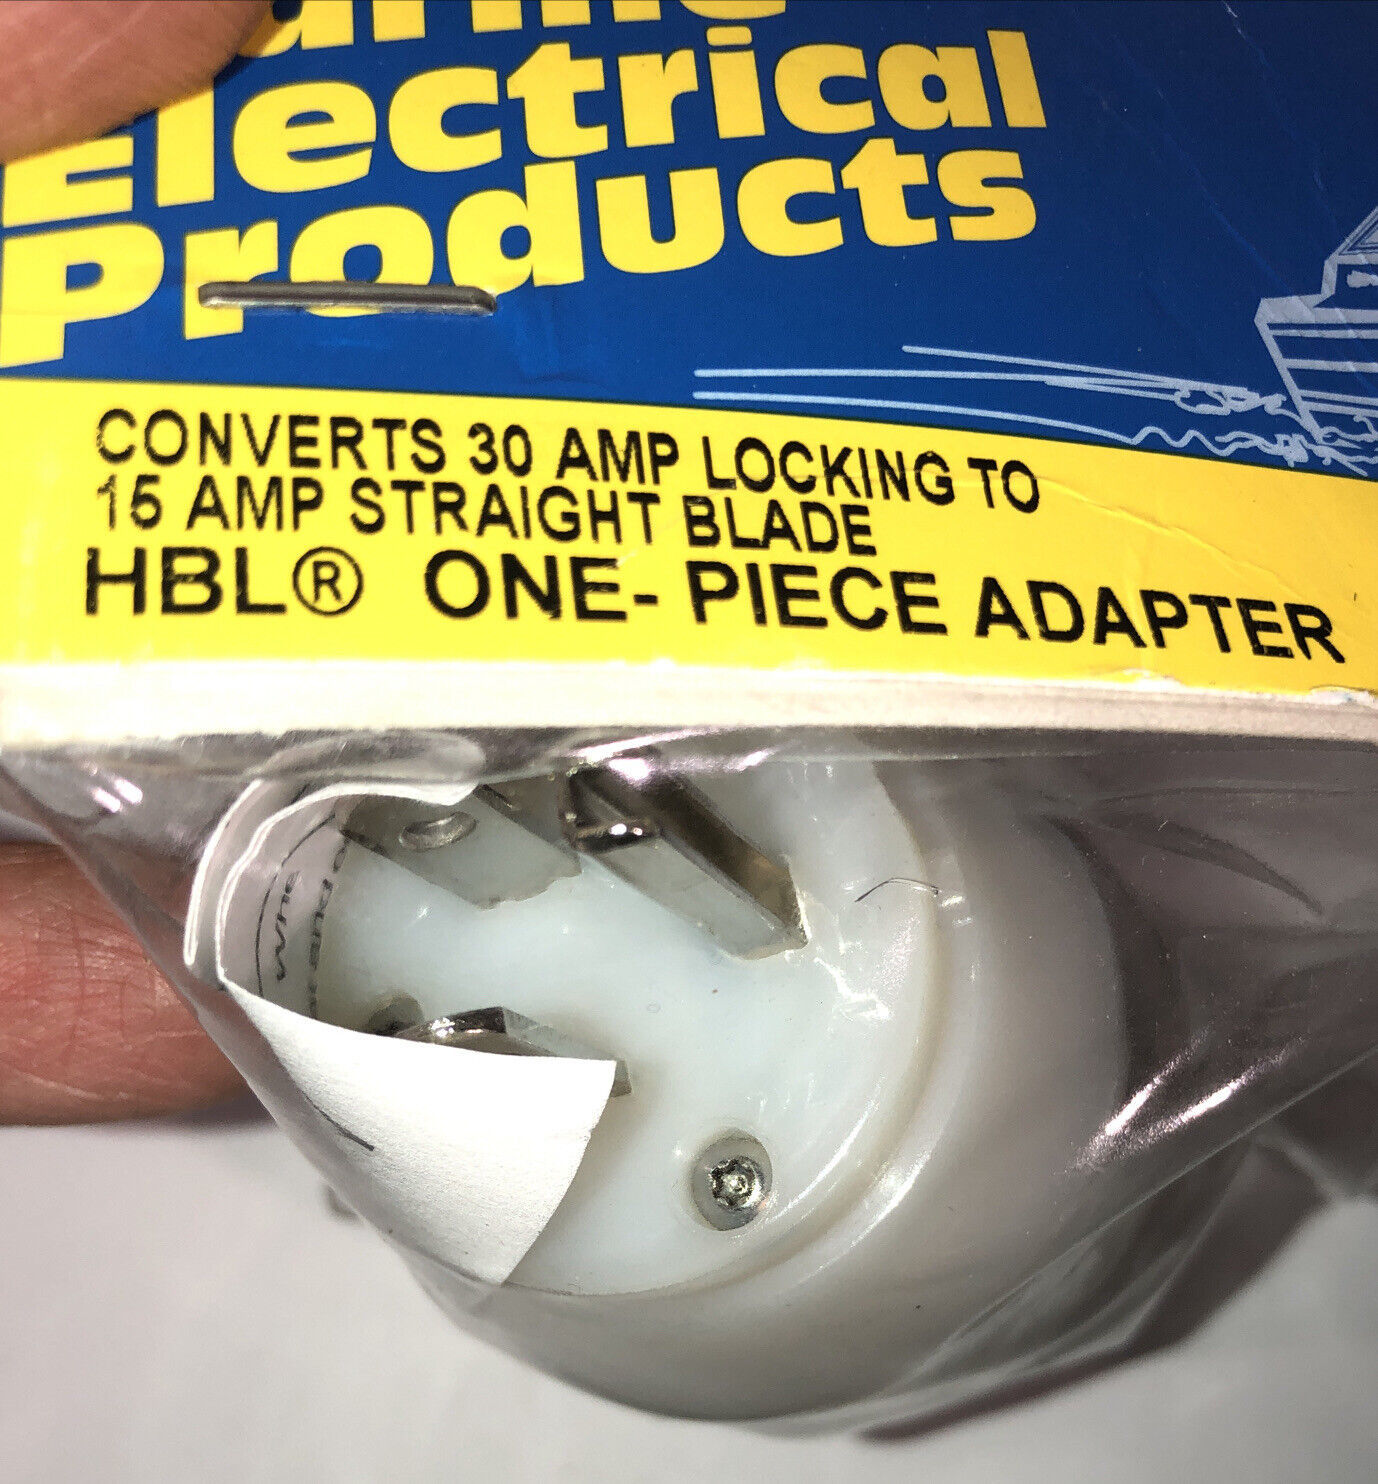 Electrical
Products
CONVERTS 30 AMP LOCKING TO
15 AMP STRAIGHT BLADE
HBL® ONE- PIECE ADAPTER